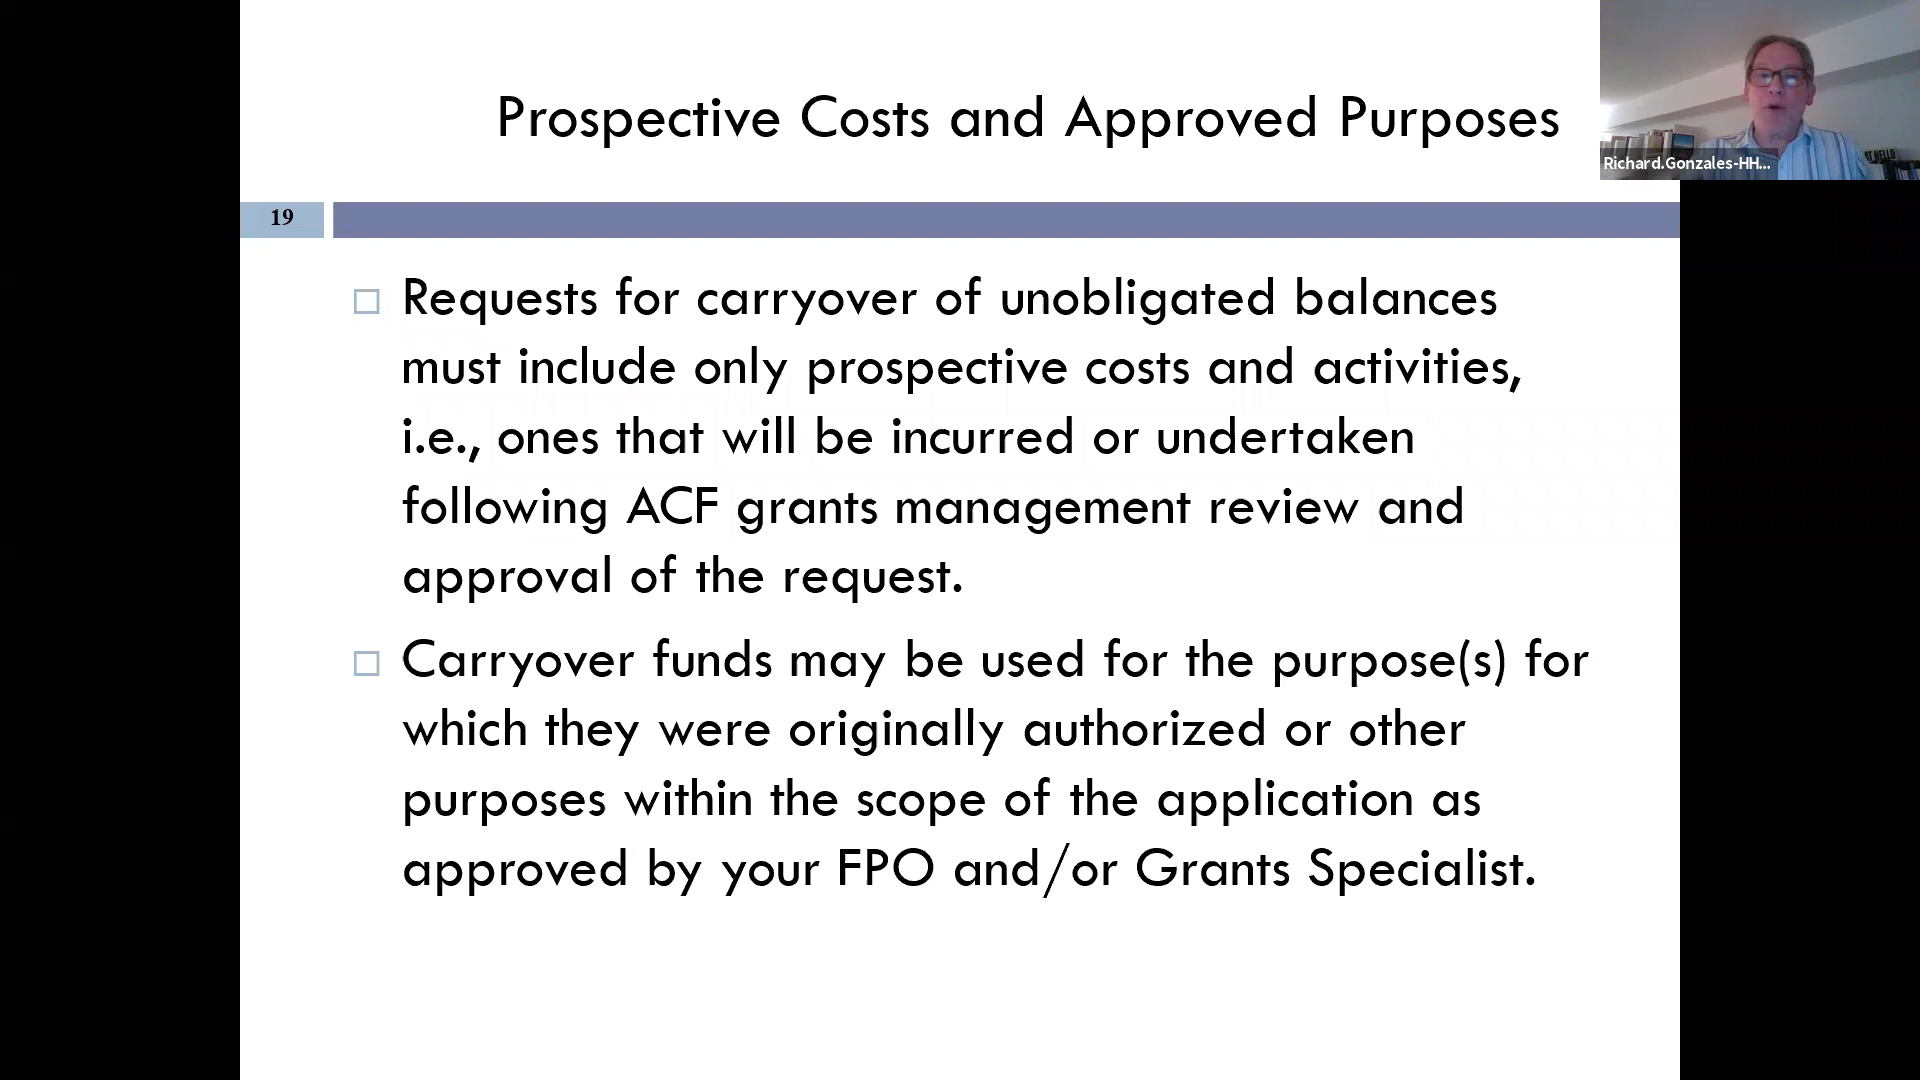 Prospective Costs and Approved Purposes
Richard.Gonzales-HH...
19
Requests for carryover of unobligated balances
must include only prospective costs and activities,
i.e., ones that will be incurred or undertaken
following ACF grants management review and
approval of the request.
Carryover funds may be used for the purpose(s) for
which they were originally authorized or other
purposes within the scope of the application as
approved by your FPO and/or Grants Specialist.